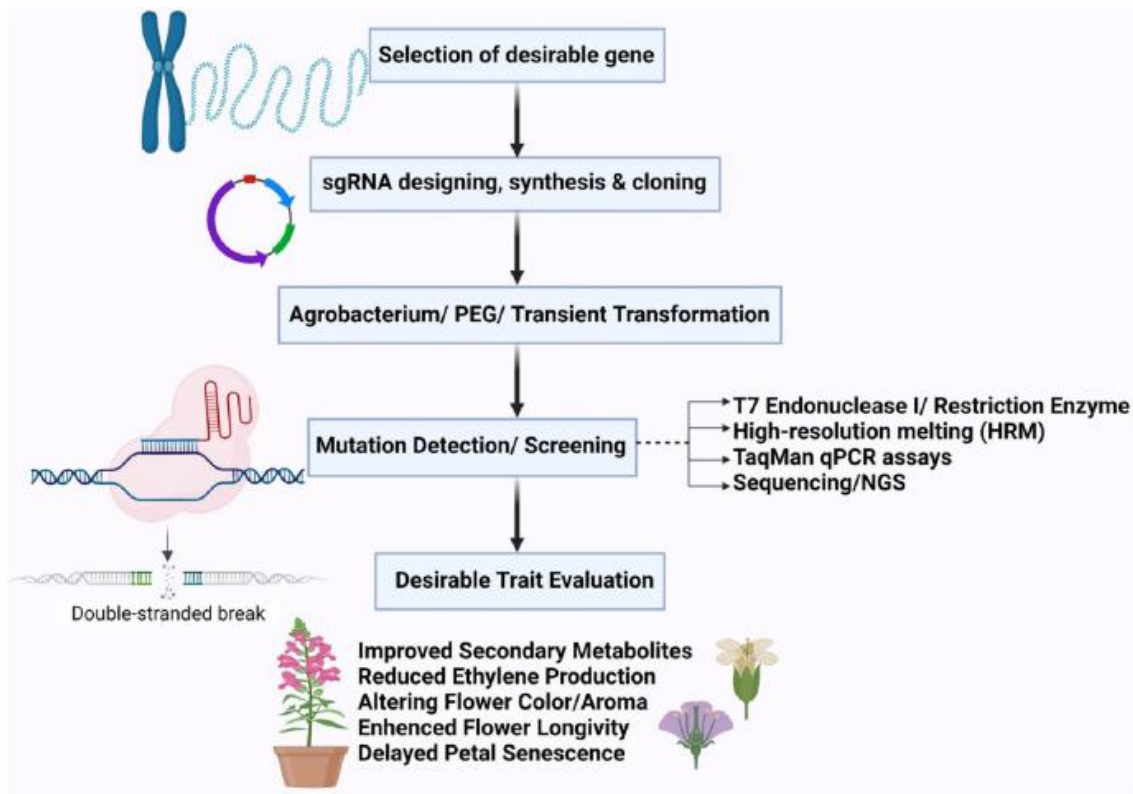 Selection of desirable gene
sgRNA designing, synthesis & cloning
Agrobacterium/ PEG/ Transient Transformation
Mutation Detection/ Screening
T7 Endonuclease I/ Restriction Enzyme
High-resolution melting (HRM)
TaqMan qPCR assays
Sequencing/NGS
Desirable Trait Evaluation
Double-stranded break
Improved Secondary Metabolites
Reduced Ethylene Production
Altering Flower Color/Aroma
Enhenced Flower Longivity
Delayed Petal Senescence